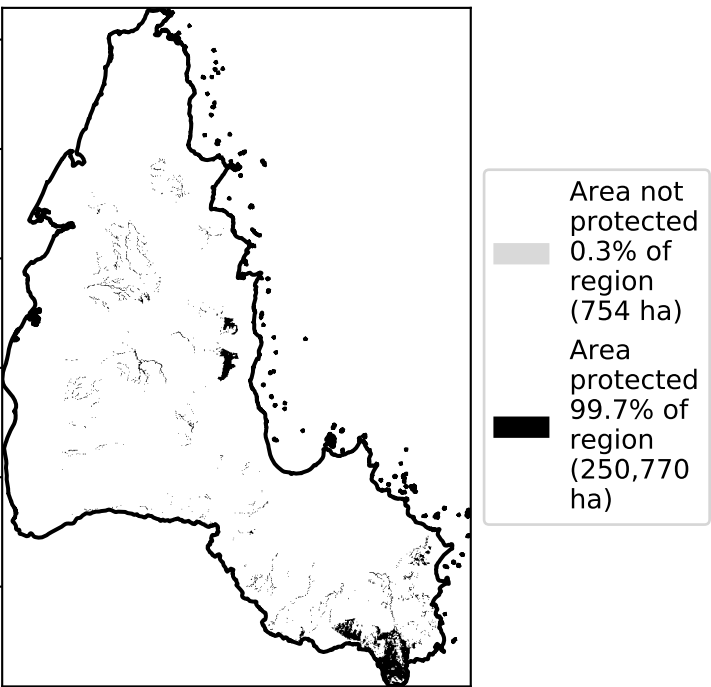 Area not
protected
0.3% of
region
(754 ha)
Area
protected
99.7% of
region
(250,770
ha)